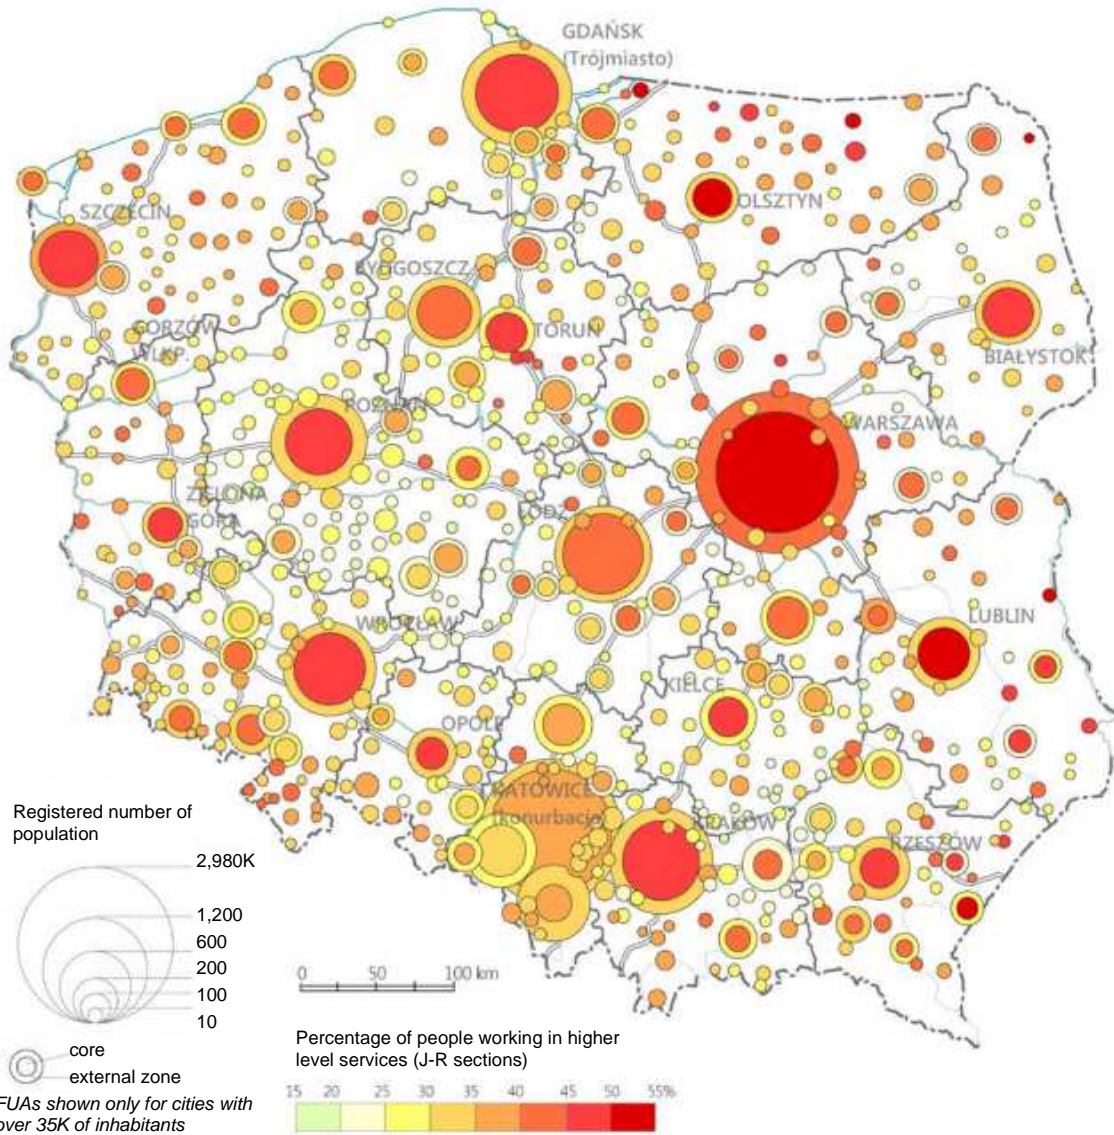 GDAŃSK
(Trójmiasto)
OLSZTYN
SZCZECIN
BYDGOSZCZ
GORZÓW
WLKP.
TORUŃ
BIAŁYSTOK
POZNAŃ
WARSZAWA
ZIELONA
GÓRA
ŁÓDŹ
WROCŁAW
LUBLIN
KIELCE
OPOLE
KATOWICE
(konurbacja)
KRAKÓW
RZESZÓW
Registered number of
population
2,980K
1,200
600
200
100
10
core
external zone
FUAs shown only for cities with
over 35K of inhabitants
0 50 100 km
Percentage of people working in higher
level services (J-R sections)
15 20 25 30 35 40 45 50 55%